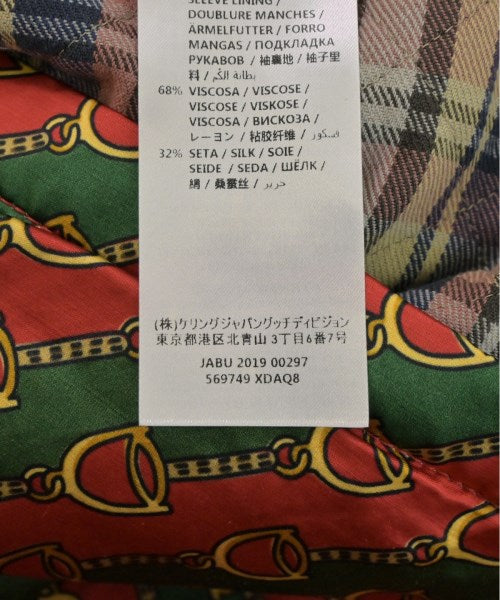 SLEEVE LINING /
DOUBLURE MANCHES /
ÄRMELFUTTER / FORRO
MANGAS / ПОДКЛАДКА
РУКАВОВ / 袖裏地 / 袖子里
料 / بطانة الكم
68% VISCOSA / VISCOSE /
VISCOSE / VISKOSE /
VISCOSA / ВИСКОЗА /
レーヨン / 粘胶纤维 / فسكوز
32% SETA / SILK / SOIE /
SEIDE / SEDA / ШЁЛК /
絹 / 桑蚕丝 / حرير
(株)ケリングジャパングッチディビジョン
東京都港区北青山3丁目6番7号
JABU 2019 00297
569749 XDAQ8